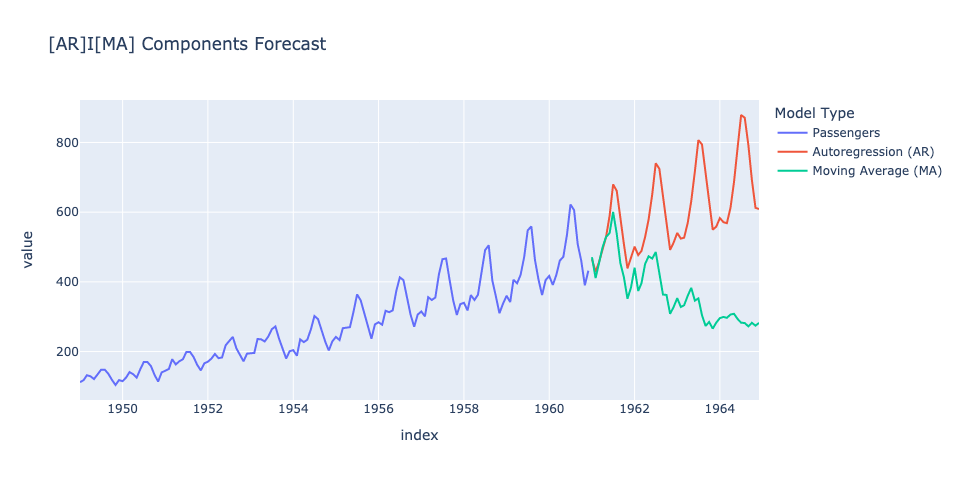 [AR]I[MA] Components Forecast
Model Type
Passengers
Autoregression (AR)
Moving Average (MA)
value
800
600
400
200
1950 1952 1954 1956 1958 1960 1962 1964
index